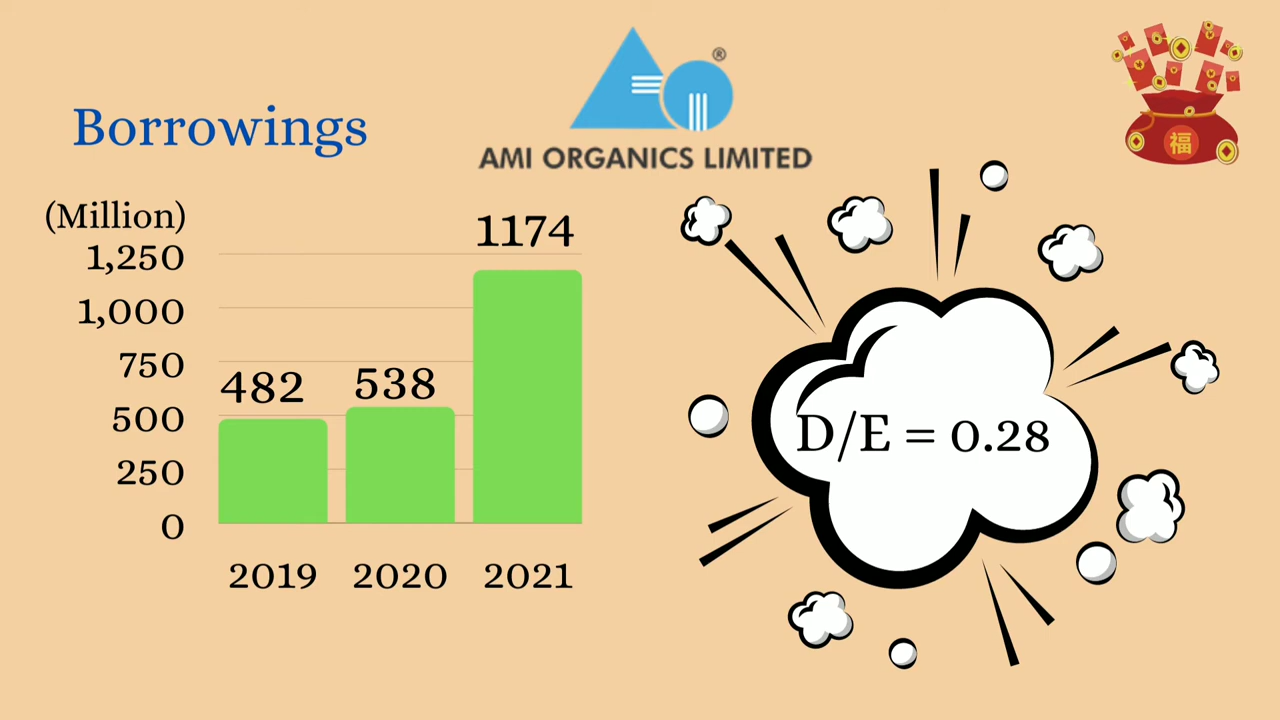 AMI ORGANICS LIMITED
®
福
Borrowings
(Million)
1,250
1,000
750
500
250
0
482
538
1174
2019
2020
2021
D/E = 0.28